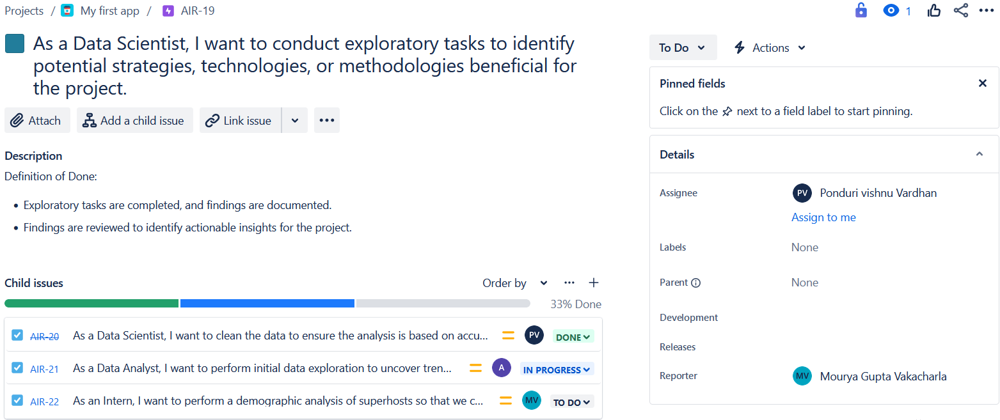 Projects / My first app / AIR-19
1
As a Data Scientist, I want to conduct exploratory tasks to identify
potential strategies, technologies, or methodologies beneficial for
the project.
Attach Add a child issue Link issue
Description
Definition of Done:
• Exploratory tasks are completed, and findings are documented.
• Findings are reviewed to identify actionable insights for the project.
Child issues Order by
33% Done
AIR-20 As a Data Scientist, I want to clean the data to ensure the analysis is based on accu... PV DONE
AIR-21 As a Data Analyst, I want to perform initial data exploration to uncover tren... A IN PROGRESS
AIR-22 As an Intern, I want to perform a demographic analysis of superhosts so that we c... MV TO DO
To Do Actions
Pinned fields
Click on the next to a field label to start pinning.
Details
Assignee PV Ponduri vishnu Vardhan
Assign to me
Labels None
Parent None
Development
Releases
Reporter MV Mourya Gupta Vakacharla